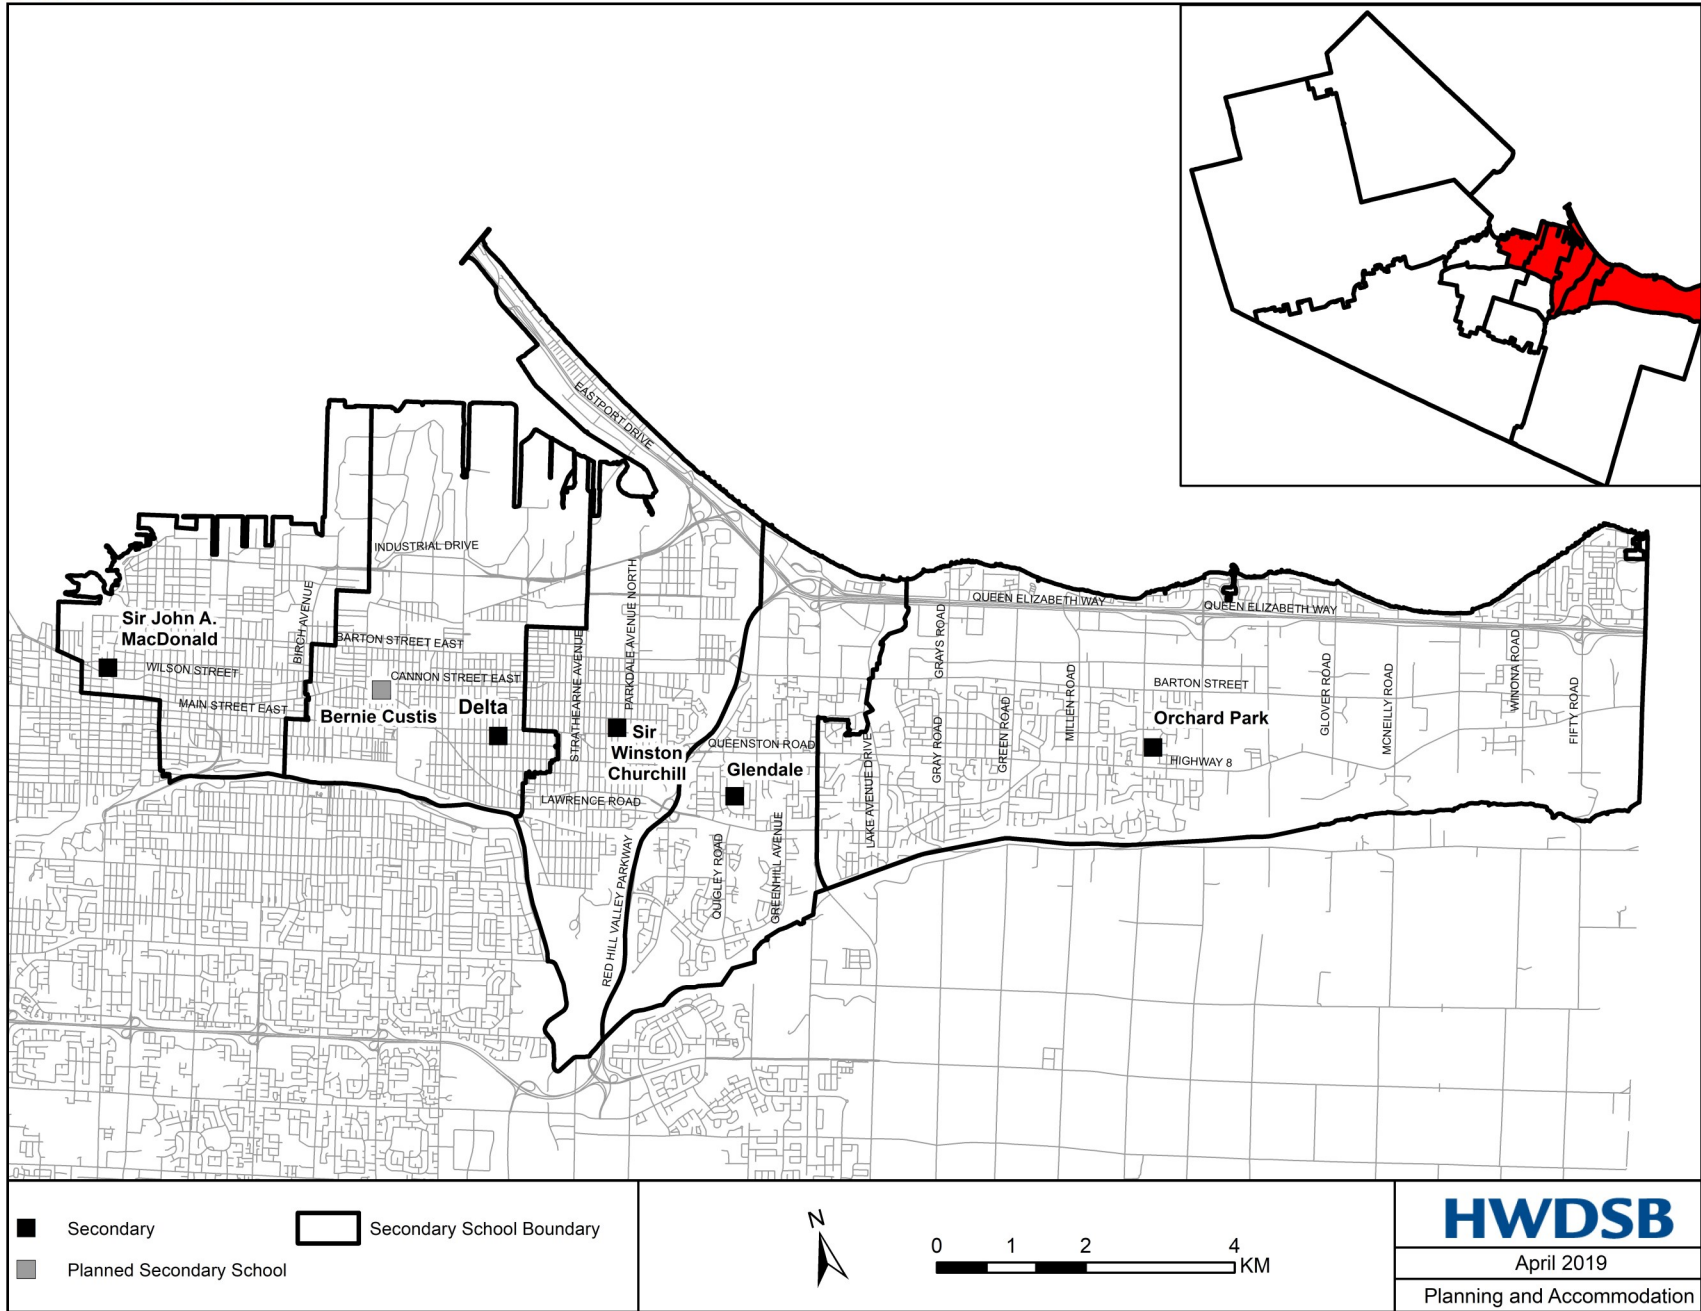 EASTPORT DRIVE
INDUSTRIAL DRIVE
BIRCH AVENUE
PARKDALE AVENUE NORTH
QUEEN ELIZABETH WAY
QUEEN ELIZABETH WAY
Sir John A.
MacDonald
BARTON STREET EAST
STRATHEARNE AVENUE
GRAYS ROAD
WILSON STREET
CANNON STREET EAST
MILLEN ROAD
BARTON STREET
GLOVER ROAD
MCNEILLY ROAD
WINONA ROAD
FIFTY ROAD
MAIN STREET EAST
Bernie Custis
Delta
Sir
Winston
Churchill
QUEENSTON ROAD
Glendale
LAKE AVENUE DRIVE
GRAY ROAD
GREEN ROAD
Orchard Park
HIGHWAY 8
LAWRENCE ROAD
RED HILL VALLEY PARKWAY
QUIGLEY ROAD
GREENHILL AVENUE
Secondary
Secondary School Boundary
Planned Secondary School
N
0 1 2 4
KM
HWDSB
April 2019
Planning and Accommodation